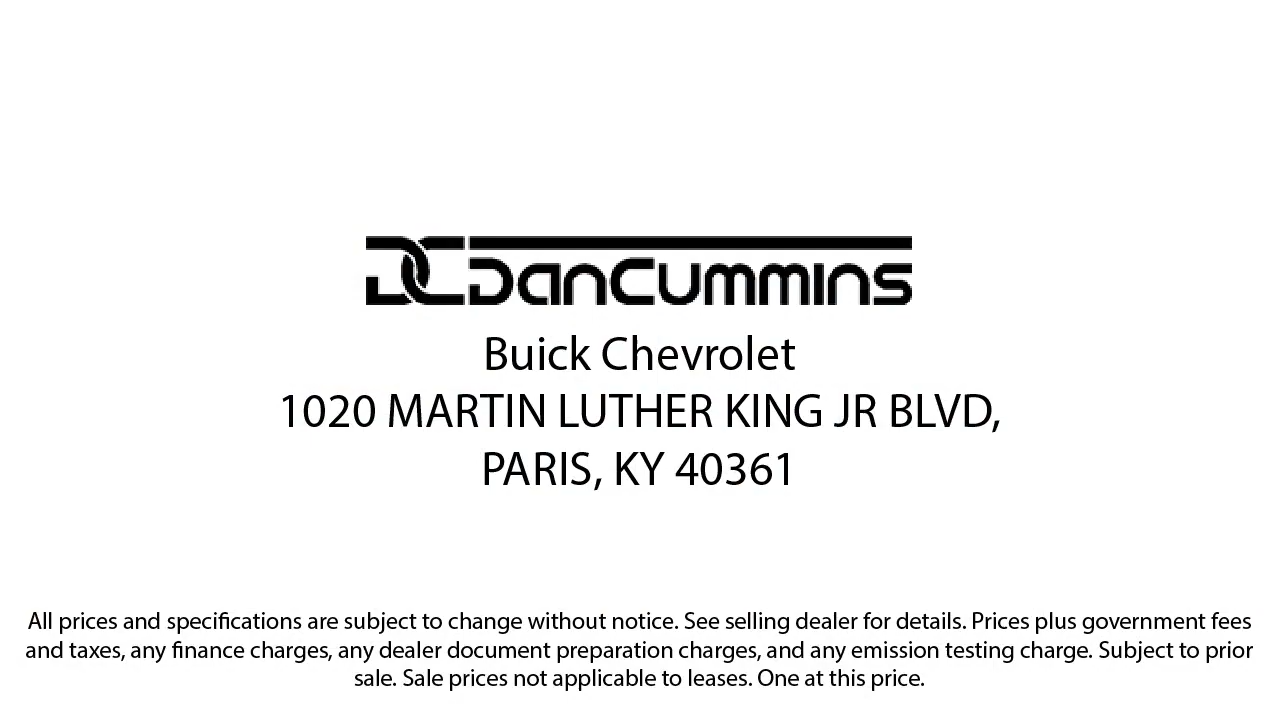 DC DanCummins
Buick Chevrolet
1020 MARTIN LUTHER KING JR BLVD,
PARIS, KY 40361
All prices and specifications are subject to change without notice. See selling dealer for details. Prices plus government fees
and taxes, any finance charges, any dealer document preparation charges, and any emission testing charge. Subject to prior
sale. Sale prices not applicable to leases. One at this price.